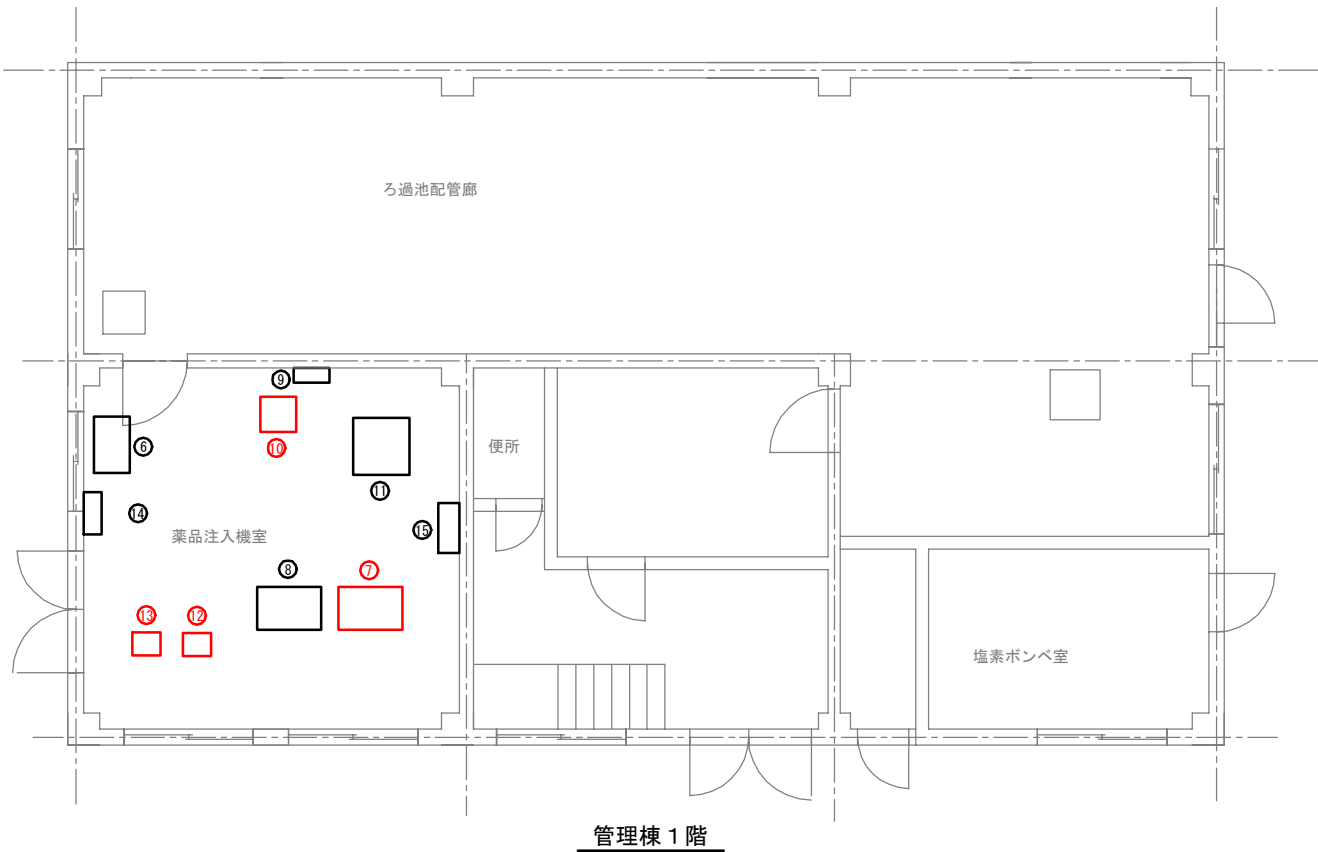 ろ過池配管廊
⑨
⑩
⑥
便所
⑪
⑭
⑮
薬品注入機室
⑧
⑦
⑬
⑫
塩素ボンベ室
管理棟１階